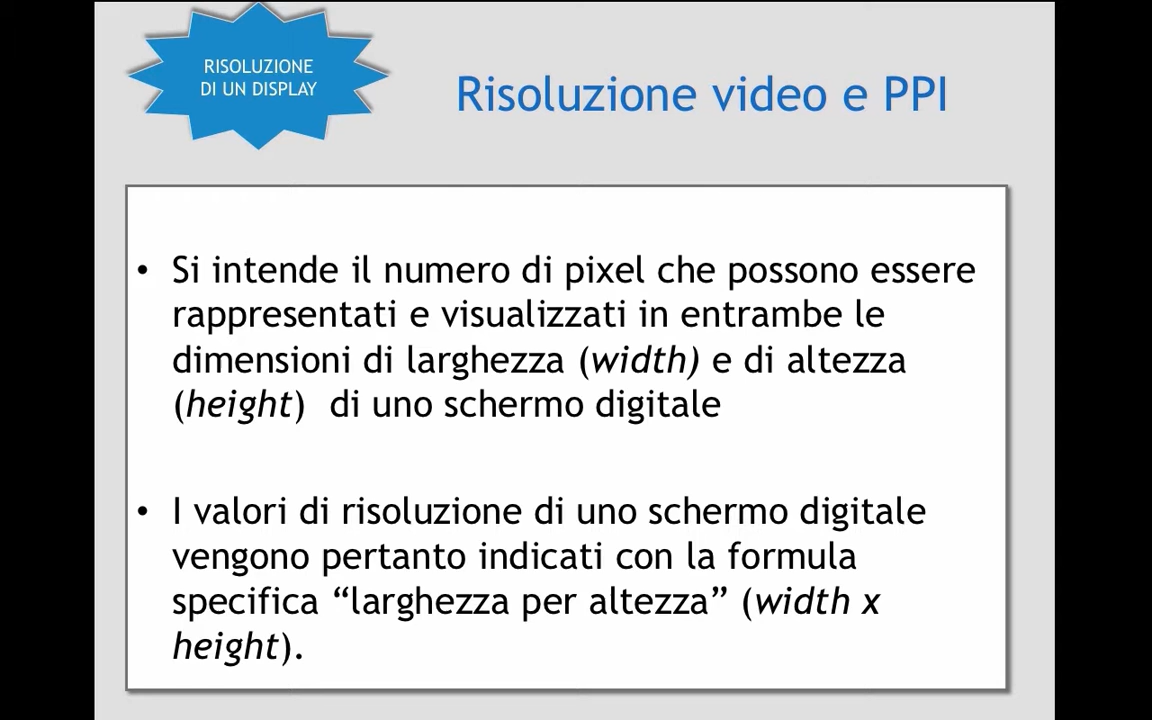 RISOLUZIONE
DI UN DISPLAY
Risoluzione video e PPI
• Si intende il numero di pixel che possono essere
rappresentati e visualizzati in entrambe le
dimensioni di larghezza (width) e di altezza
(height) di uno schermo digitale
• I valori di risoluzione di uno schermo digitale
vengono pertanto indicati con la formula
specifica “larghezza per altezza” (width x
height).